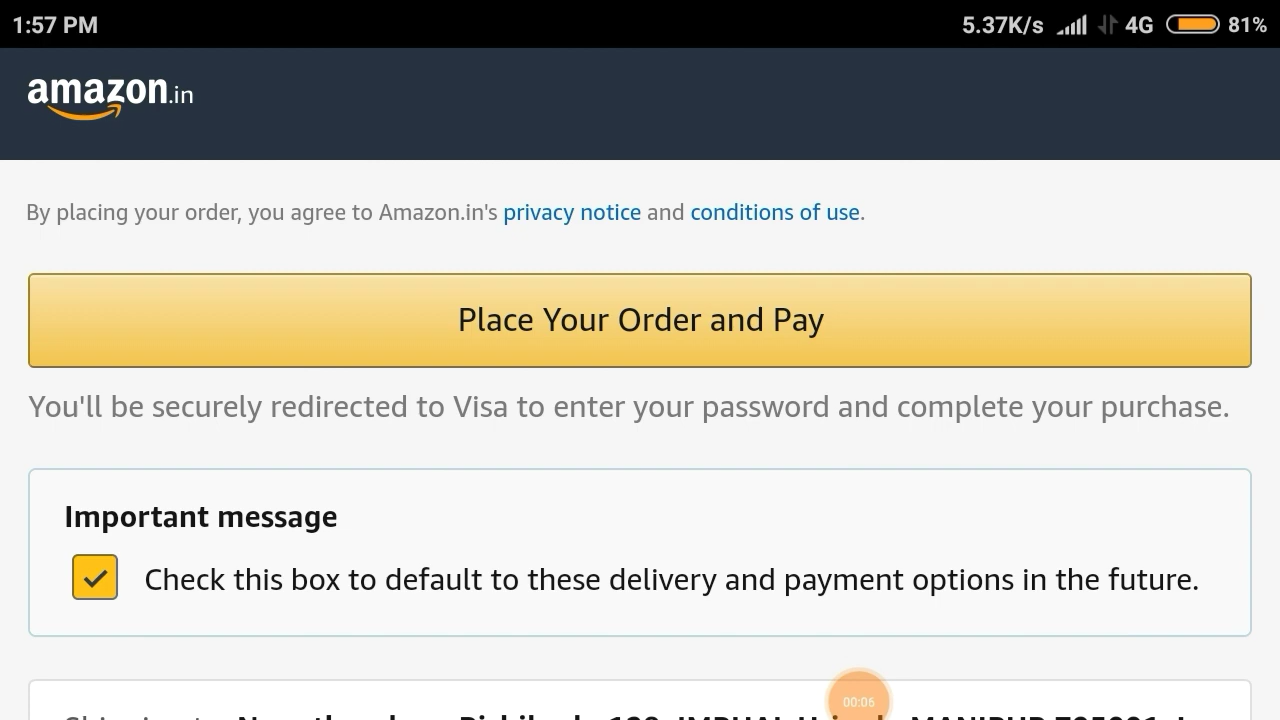 1:57 PM 5.37K/s 4G 81%
amazon.in
By placing your order, you agree to Amazon.in's privacy notice and conditions of use.
Place Your Order and Pay
You'll be securely redirected to Visa to enter your password and complete your purchase.
Important message
Check this box to default to these delivery and payment options in the future.
00:06